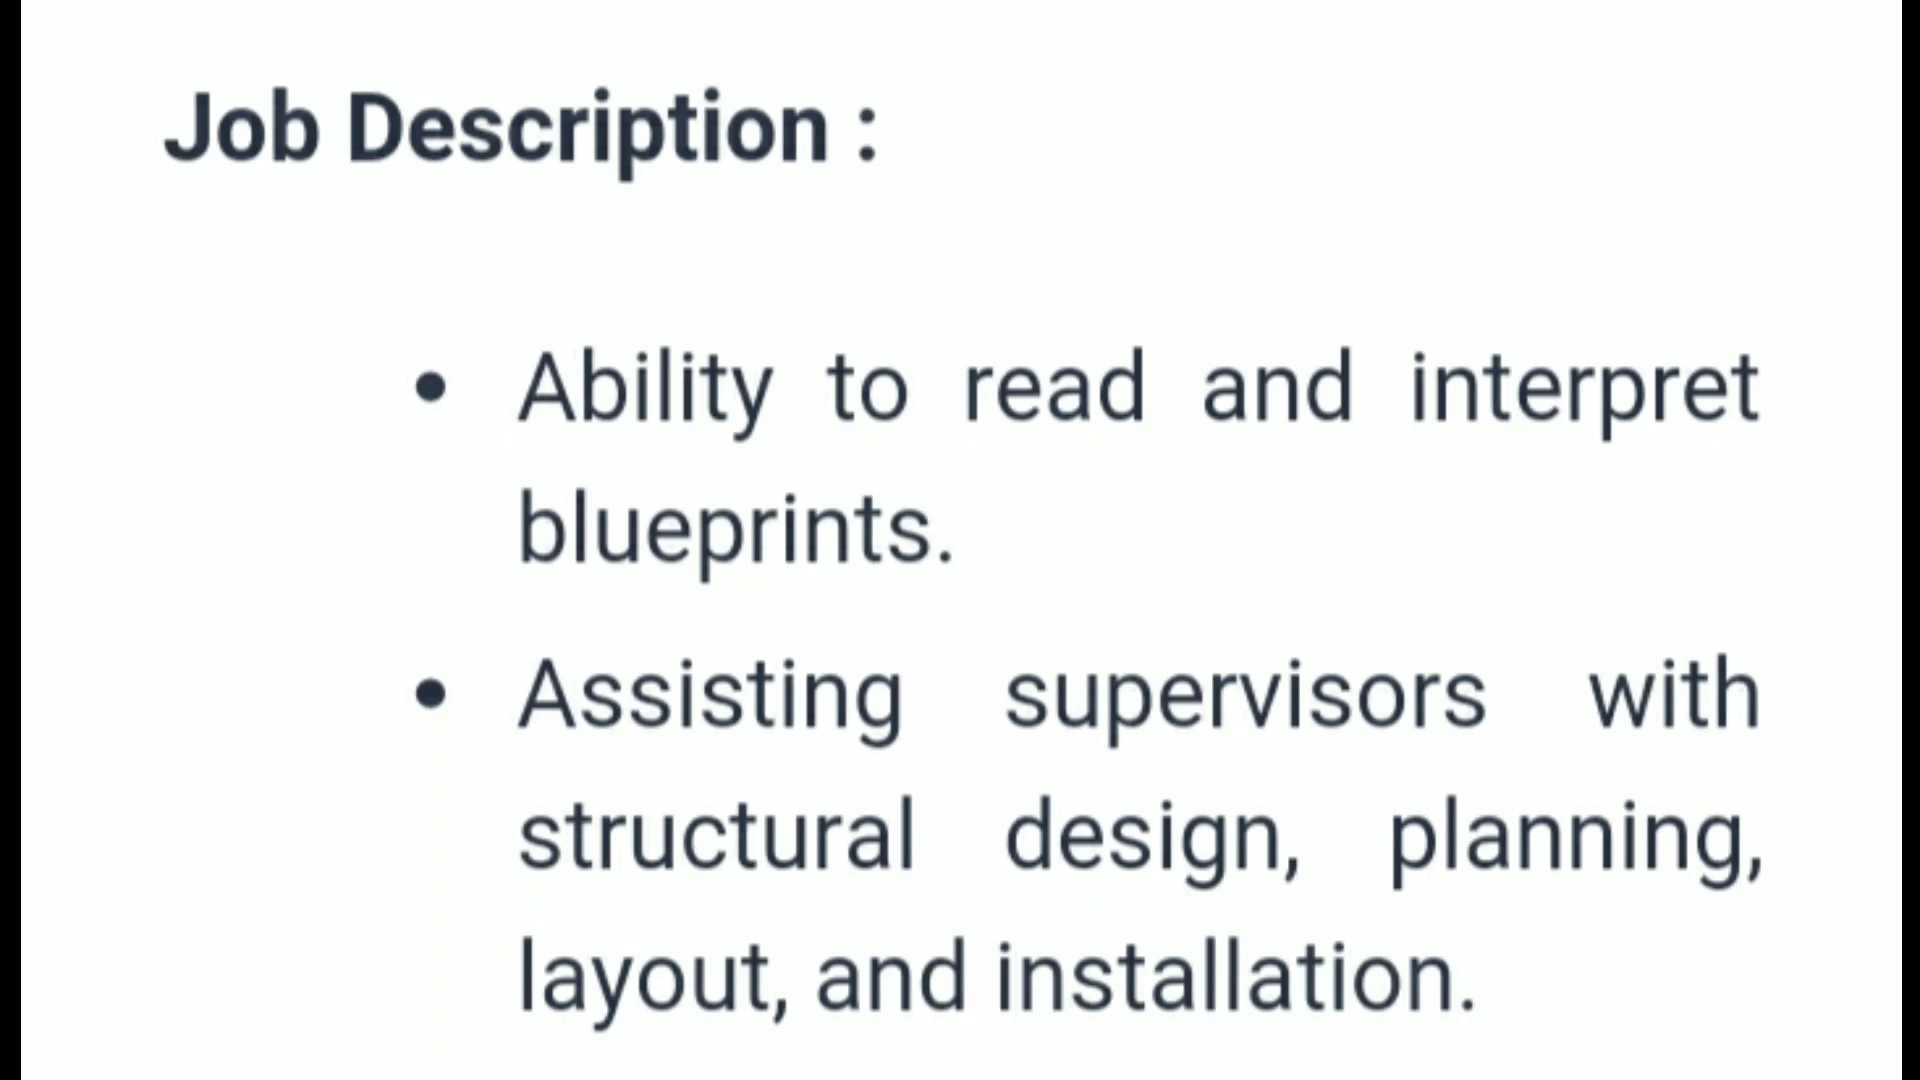 Job Description :
• Ability to read and interpret
blueprints.
• Assisting supervisors with
structural design, planning,
layout, and installation.